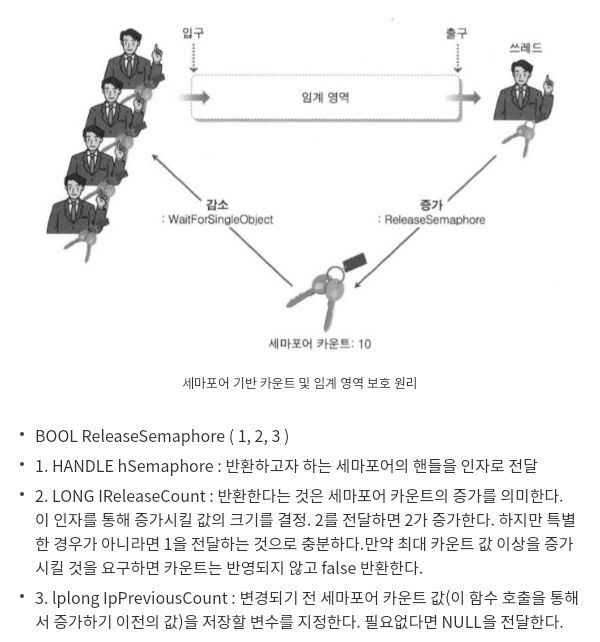 입구
출구
쓰레드
임계 영역
감소
: WaitForSingleObject
증가
: ReleaseSemaphore
세마포어 카운트: 10
세마포어 기반 카운트 및 임계 영역 보호 원리
• BOOL ReleaseSemaphore ( 1, 2, 3 )
• 1. HANDLE hSemaphore : 반환하고자 하는 세마포어의 핸들을 인자로 전달
• 2. LONG IReleaseCount : 반환한다는 것은 세마포어 카운트의 증가를 의미한다.
이 인자를 통해 증가시킬 값의 크기를 결정. 2를 전달하면 2가 증가한다. 하지만 특별
한 경우가 아니라면 1을 전달하는 것으로 충분하다.만약 최대 카운트 값 이상을 증가
시킬 것을 요구하면 카운트는 반영되지 않고 false 반환한다.
• 3. lplong IpPreviousCount : 변경되기 전 세마포어 카운트 값(이 함수 호출을 통해
서 증가하기 이전의 값)을 저장할 변수를 지정한다. 필요없다면 NULL을 전달한다.